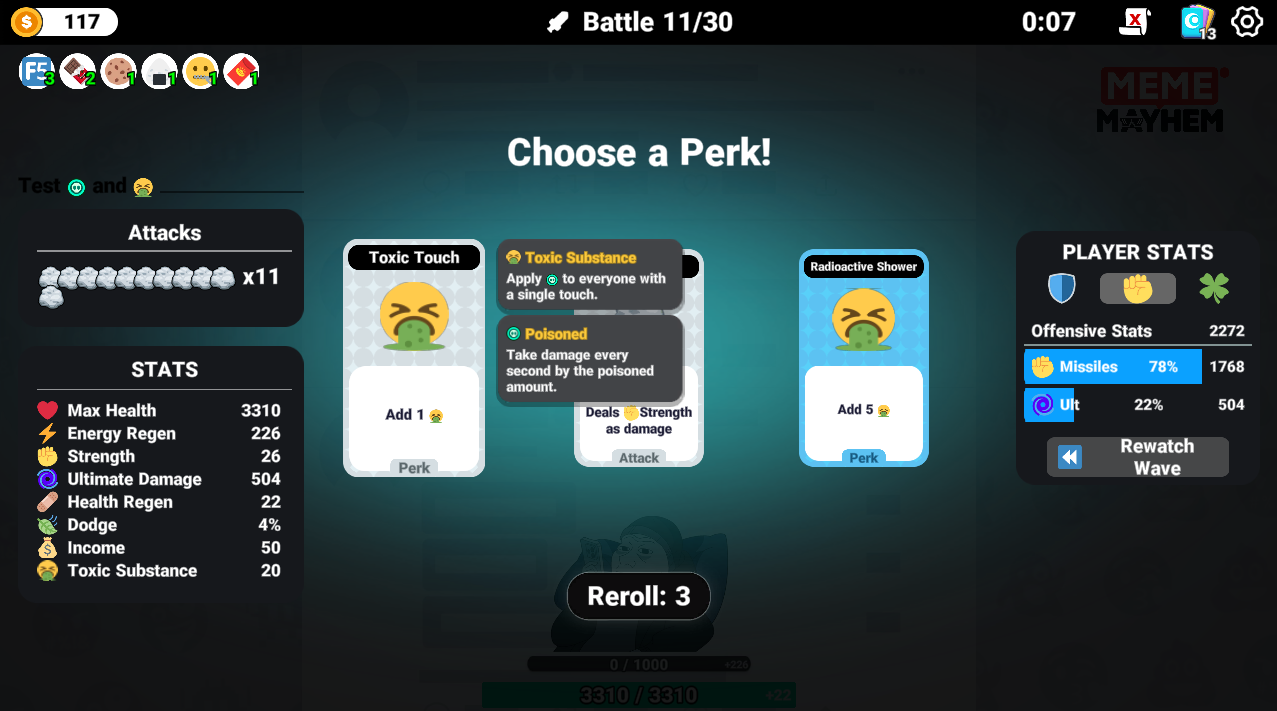 117
Battle 11/30
0:07
X
C
13
F5
3
2
1
1
1
1
MEME
MAYHEM
Choose a Perk!
Test and
Attacks
x11
STATS
Max Health 3310
Energy Regen 226
Strength 26
Ultimate Damage 504
Health Regen 22
Dodge 4%
Income 50
Toxic Substance 20
Toxic Touch
Add 1
Perk
Toxic Substance
Apply to everyone with
a single touch.
Poisoned
Take damage every
second by the poisoned
amount.
Deals Strength
as damage
Attack
Radioactive Shower
Add 5
Perk
PLAYER STATS
Offensive Stats 2272
Missiles 78% 1768
Ult 22% 504
Rewatch
Wave
Reroll: 3
0 / 1000 +226
3310 / 3310 +22